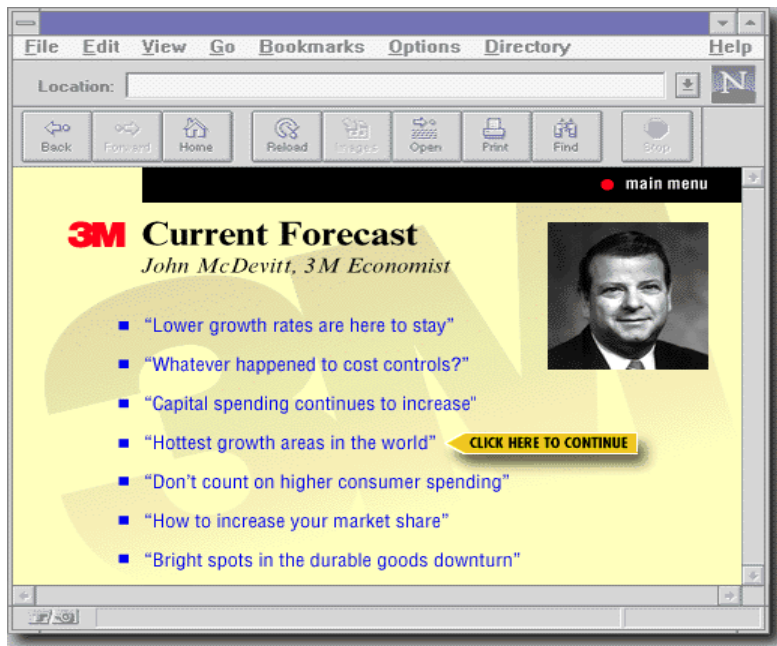 File Edit View Go Bookmarks Options Directory Help
Location:
N
Back Forward Home Reload Images Open Print Find Stop
main menu
3M Current Forecast
John McDevitt, 3M Economist
“Lower growth rates are here to stay”
“Whatever happened to cost controls?”
“Capital spending continues to increase"
“Hottest growth areas in the world” CLICK HERE TO CONTINUE
“Don’t count on higher consumer spending”
“How to increase your market share”
“Bright spots in the durable goods downturn”
3M